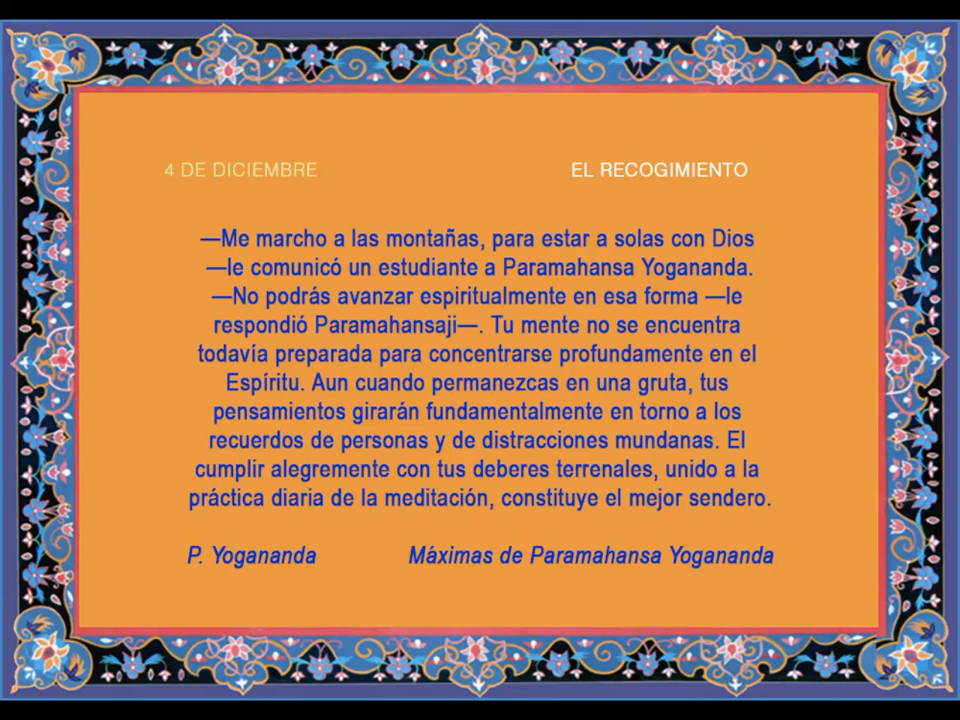 4 DE DICIEMBRE EL RECOGIMIENTO
—Me marcho a las montañas, para estar a solas con Dios
—le comunicó un estudiante a Paramahansa Yogananda.
—No podrás avanzar espiritualmente en esa forma —le
respondió Paramahansaji—. Tu mente no se encuentra
todavía preparada para concentrarse profundamente en el
Espíritu. Aun cuando permanezcas en una gruta, tus
pensamientos girarán fundamentalmente en torno a los
recuerdos de personas y de distracciones mundanas. El
cumplir alegremente con tus deberes terrenales, unido a la
práctica diaria de la meditación, constituye el mejor sendero.
P. Yogananda Máximas de Paramahansa Yogananda